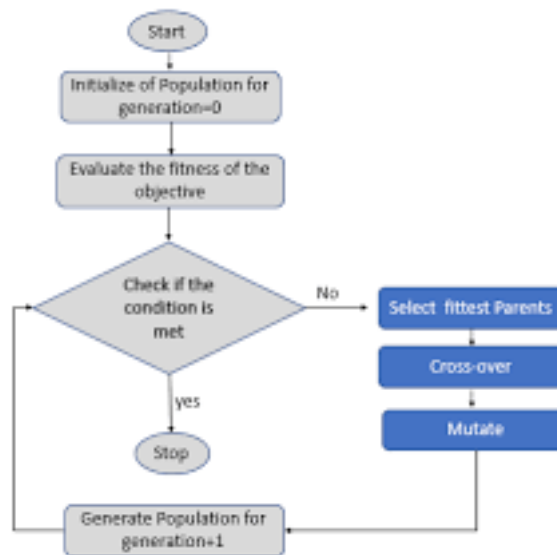 Start
Initialize of Population for
generation=0
Evaluate the fitness of the
objective
Check if the
condition is
met
No
Select fittest Parents
Cross-over
Mutate
yes
Stop
Generate Population for
generation+1